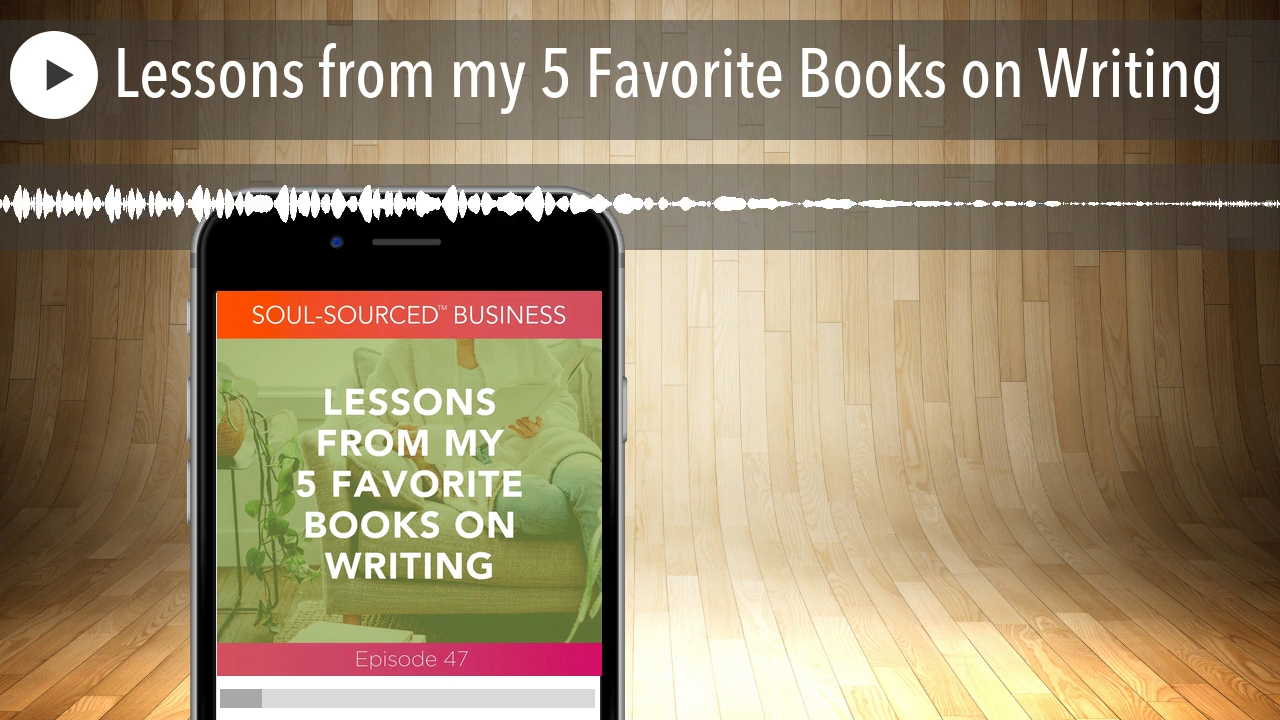 Lessons from my 5 Favorite Books on Writing
SOUL-SOURCED™ BUSINESS
LESSONS
FROM MY
5 FAVORITE
BOOKS ON
WRITING
Episode 47